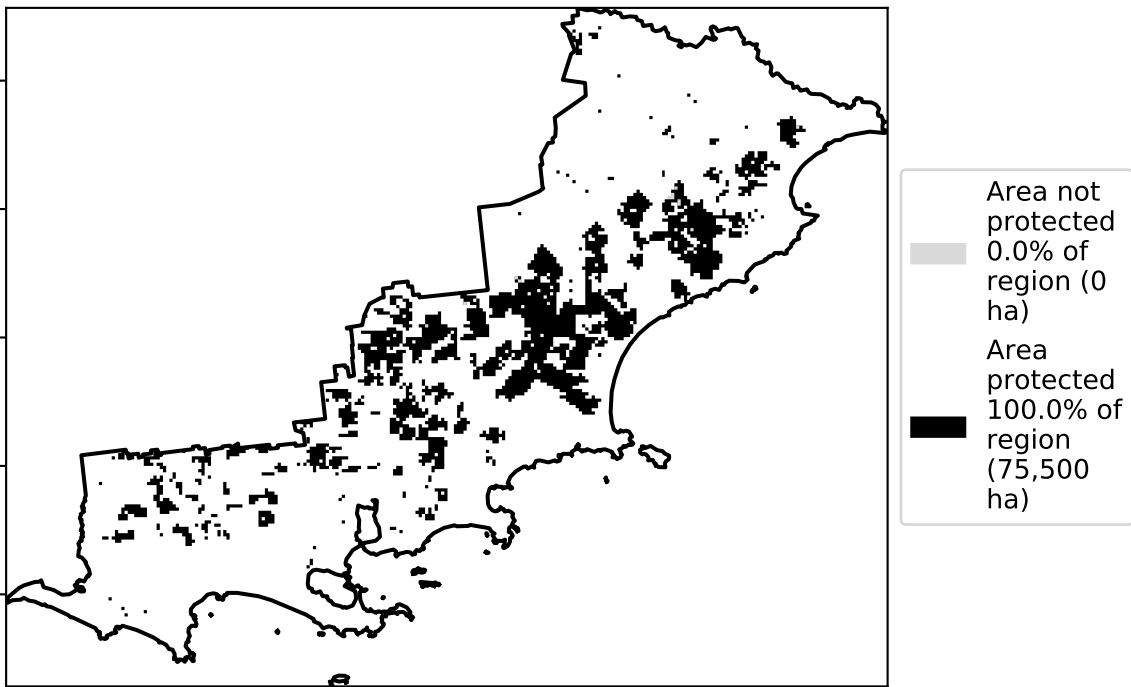 Area not
protected
0.0% of
region (0
ha)
Area
protected
100.0% of
region
(75,500
ha)